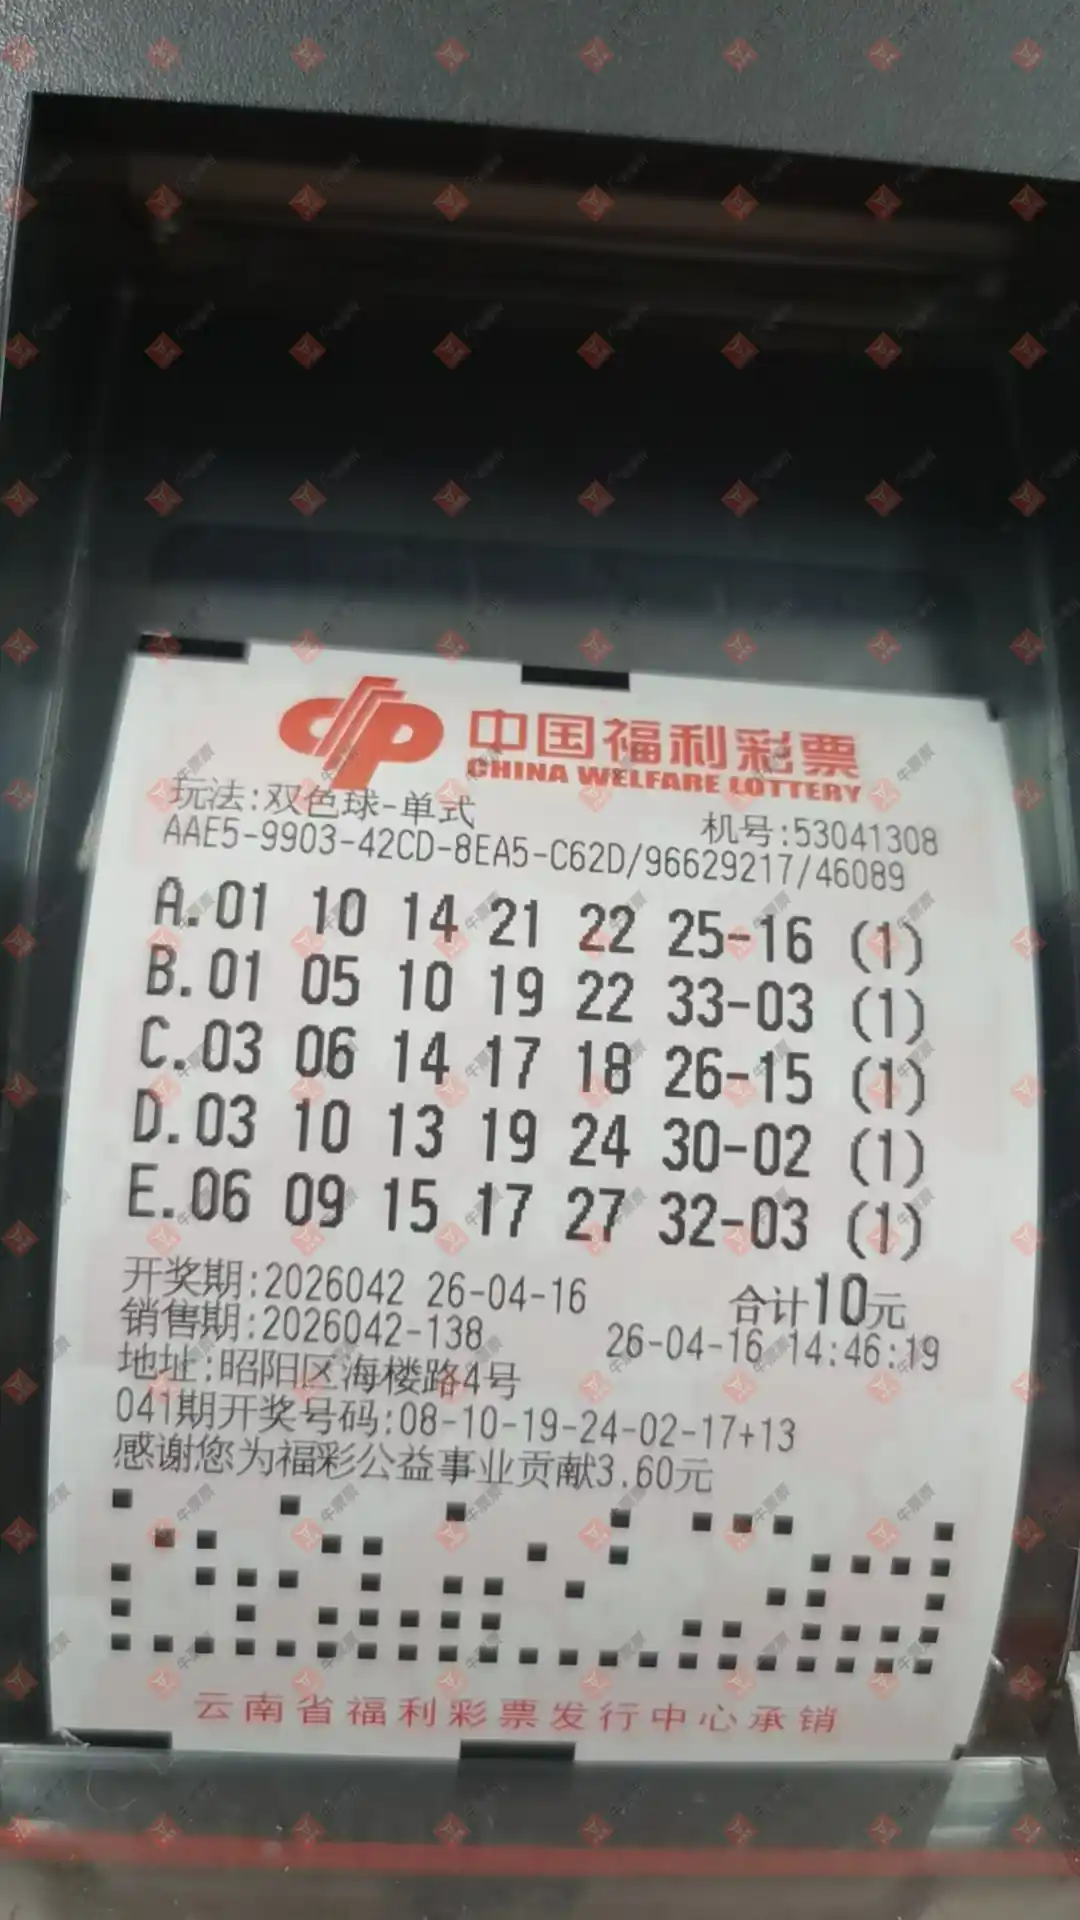 中国福利彩票
CHINA WELFARE LOTTERY
玩法:双色球-单式
机号:53041308
AAE5-9903-42CD-8EA5-C62D/96629217/46089
A.01 10 14 21 22 25-16 (1)
B.01 05 10 19 22 33-03 (1)
C.03 06 14 17 18 26-15 (1)
D.03 10 13 19 24 30-02 (1)
E.06 09 15 17 27 32-03 (1)
开奖期:2026042 26-04-16
合计10元
销售期:2026042-138
26-04-16 14:46:19
地址:昭阳区海楼路4号
041期开奖号码:08-10-19-24-02-17+13
感谢您为福彩公益事业贡献3.60元
云南省福利彩票发行中心承销
牛票票